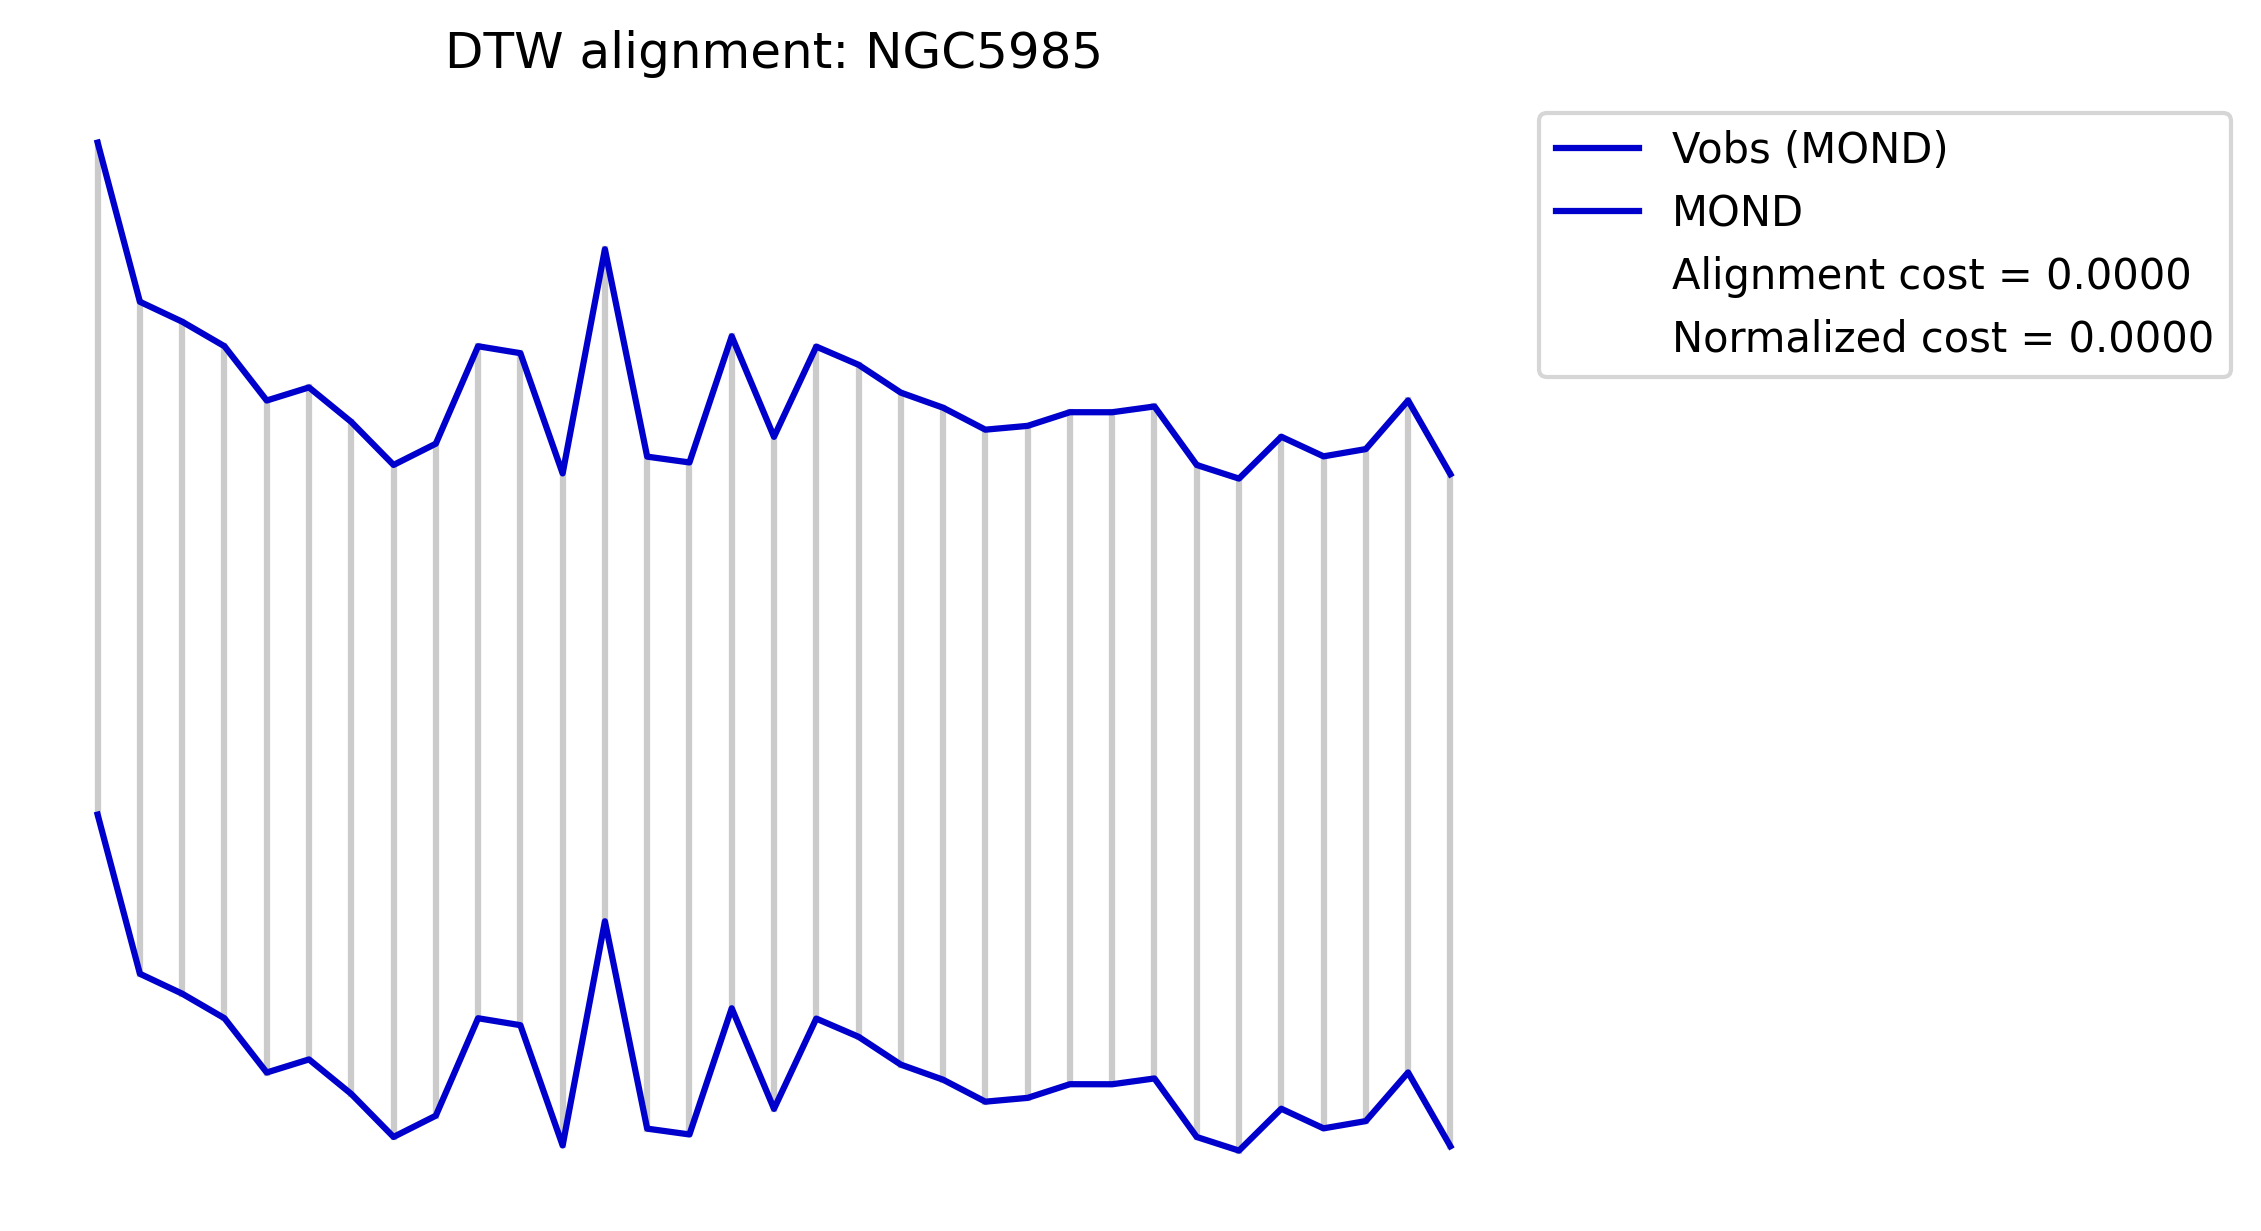 DTW alignment: NGC5985
Vobs (MOND)
MOND
Alignment cost = 0.0000
Normalized cost = 0.0000